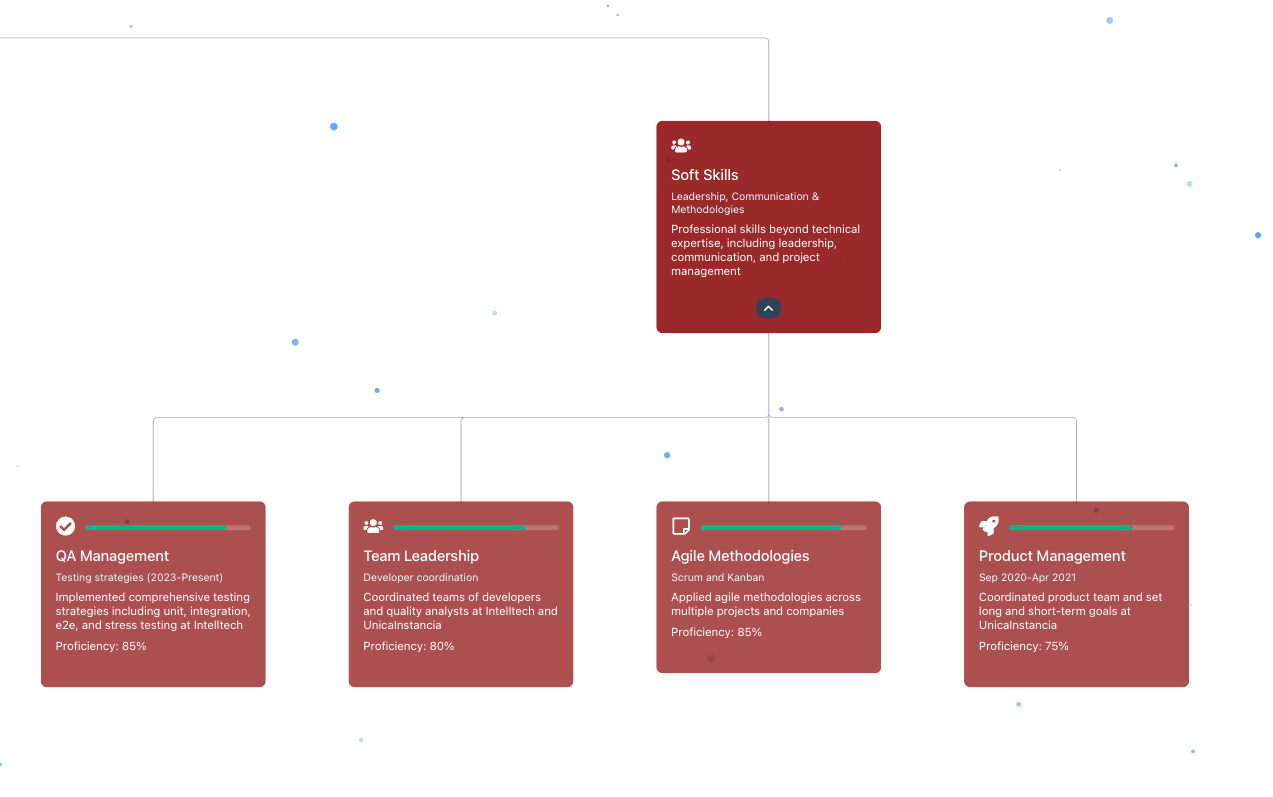 Soft Skills
Leadership, Communication &
Methodologies
Professional skills beyond technical
expertise, including leadership,
communication, and project
management
QA Management
Testing strategies (2023-Present)
Implemented comprehensive testing
strategies including unit, integration,
e2e, and stress testing at Intelltech
Proficiency: 85%
Team Leadership
Developer coordination
Coordinated teams of developers
and quality analysts at Intelltech and
UnicaInstancia
Proficiency: 80%
Agile Methodologies
Scrum and Kanban
Applied agile methodologies across
multiple projects and companies
Proficiency: 85%
Product Management
Sep 2020-Apr 2021
Coordinated product team and set
long and short-term goals at
UnicaInstancia
Proficiency: 75%